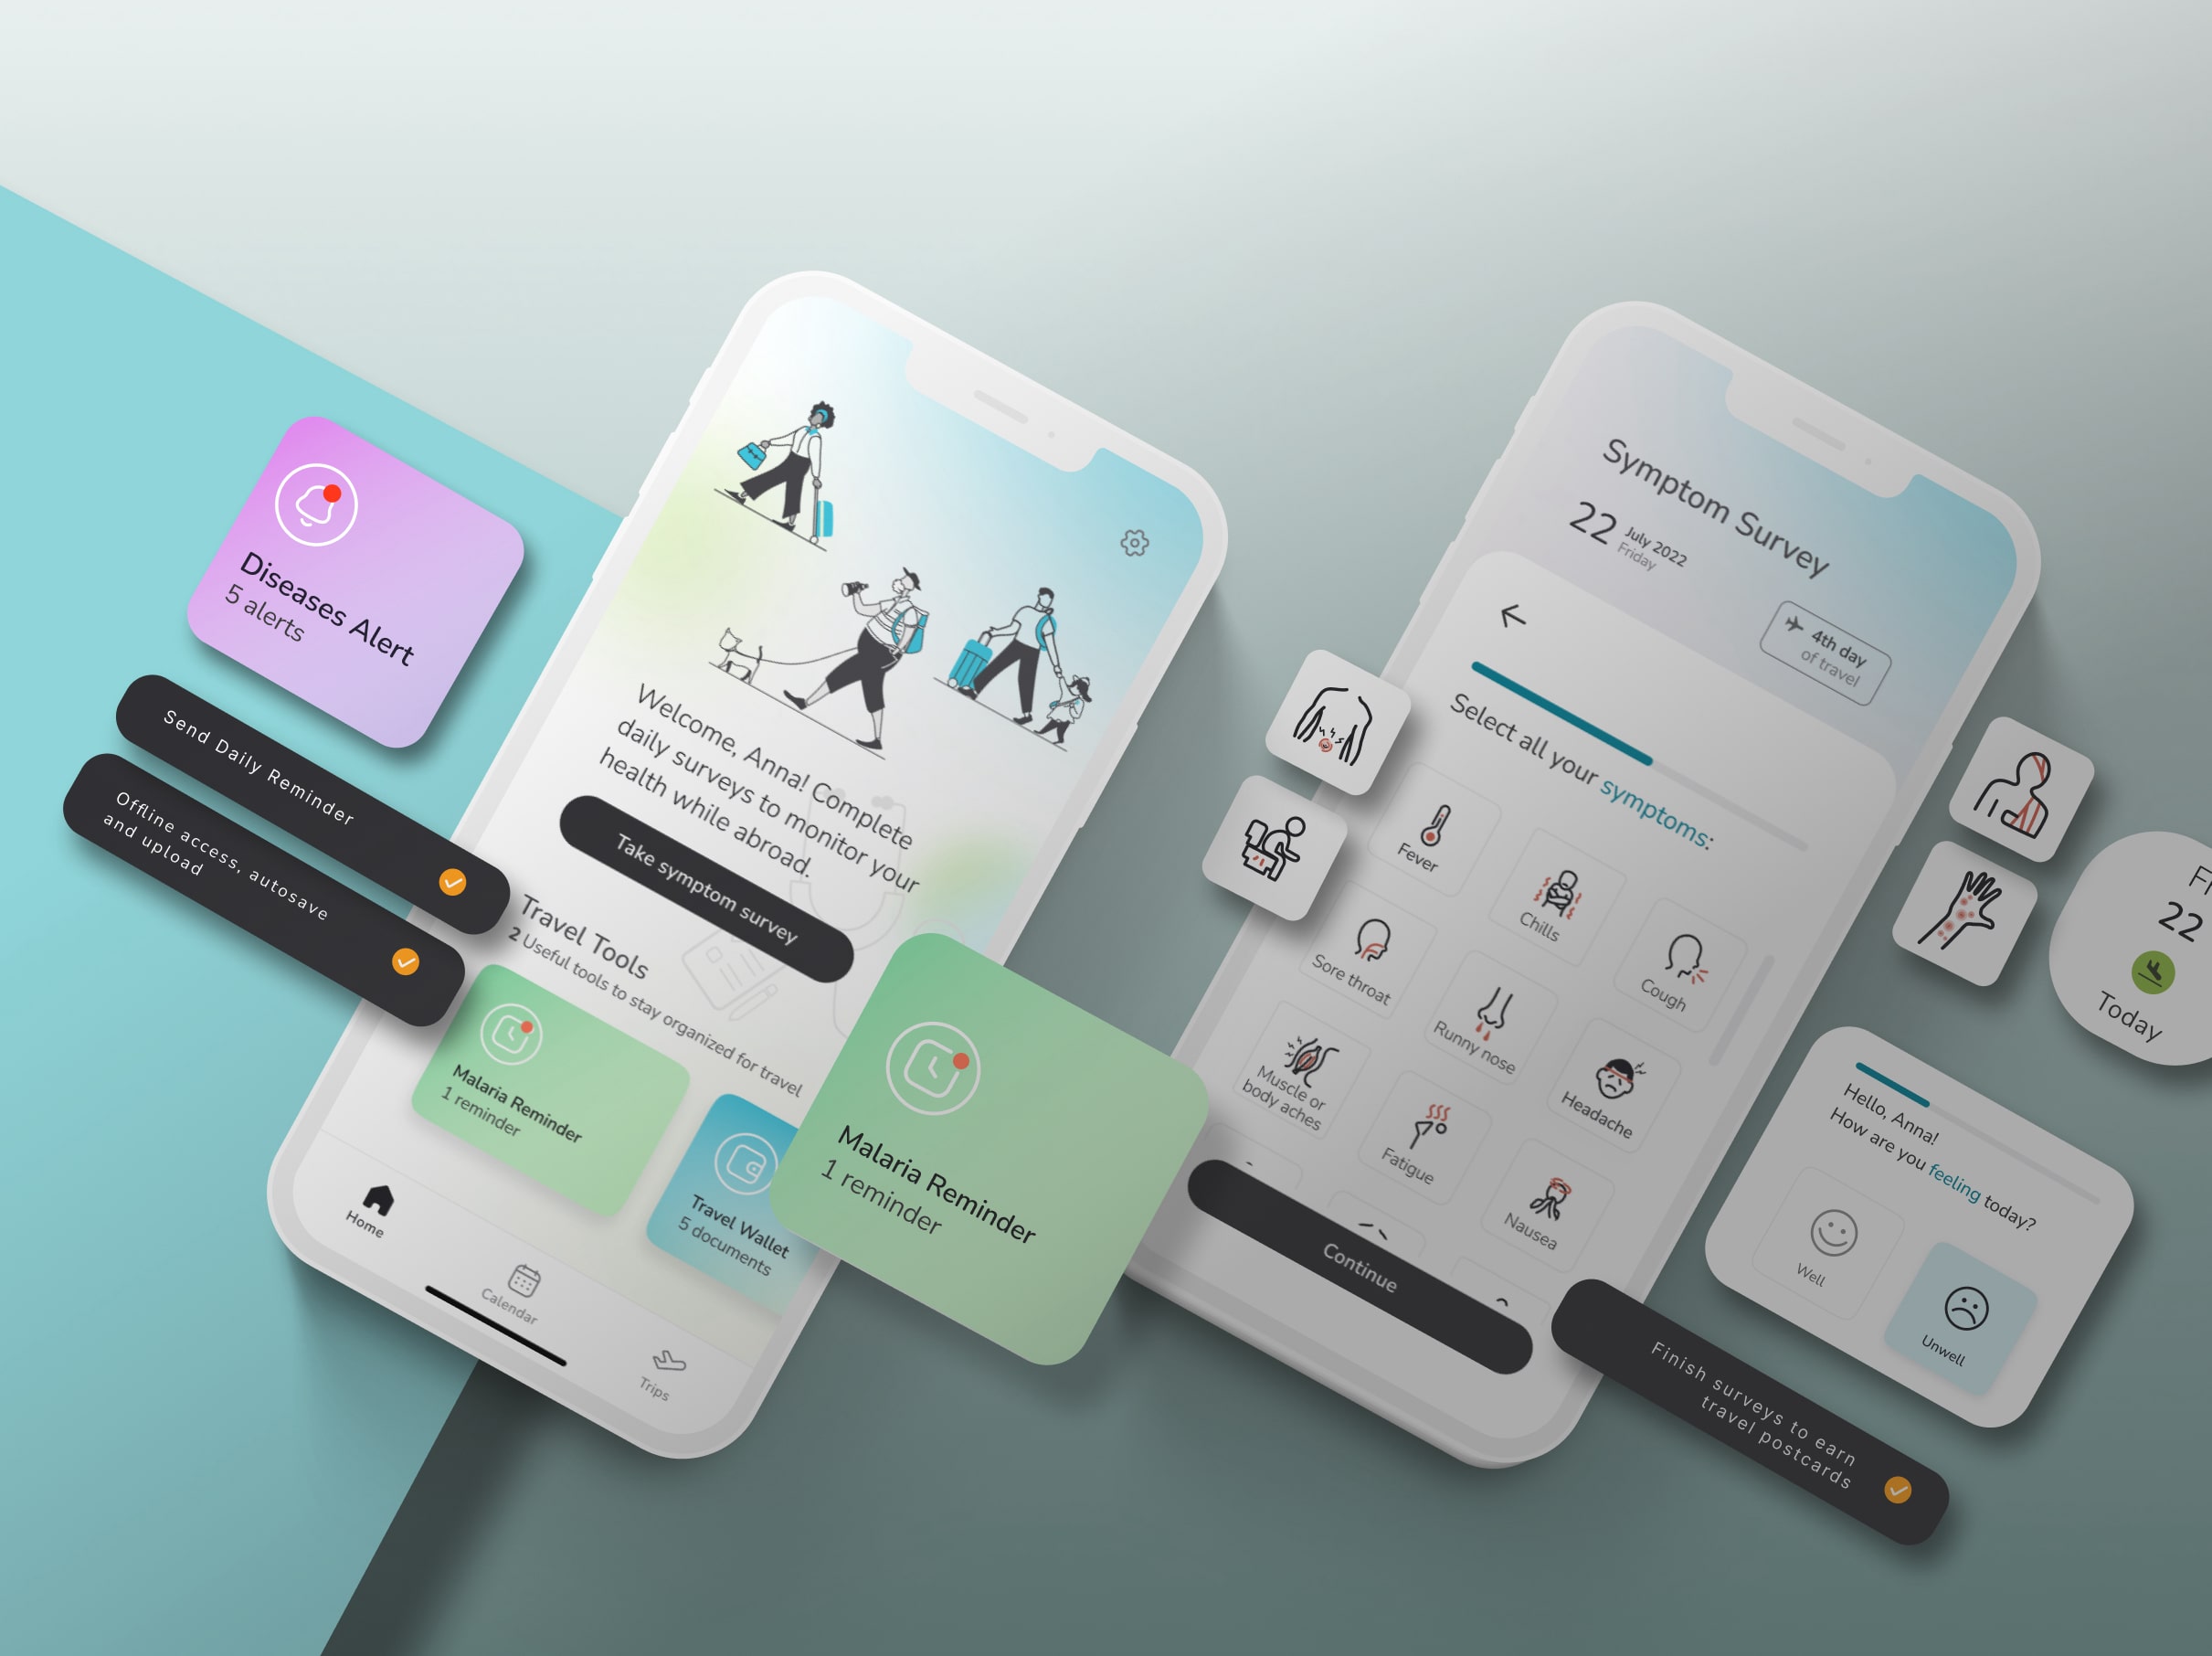 Diseases Alert
5 alerts
Send Daily Reminder
Offline access, autosave
and upload
Welcome, Anna! Complete
daily surveys to monitor your
health while abroad.
Take symptom survey
Travel Tools
2 Useful tools to stay organized for travel
Malaria Reminder
1 reminder
Travel Wallet
5 documents
Home
Calendar
Trips
Malaria Reminder
1 reminder
Symptom Survey
22
July 2022
Friday
4th day
of travel
Select all your symptoms:
Fever
Chills
Cough
Sore throat
Runny nose
Headache
Muscle or
body aches
Fatigue
Nausea
Continue
22
Today
Hello, Anna!
How are you feeling today?
Well
Unwell
Finish surveys to earn
travel postcards